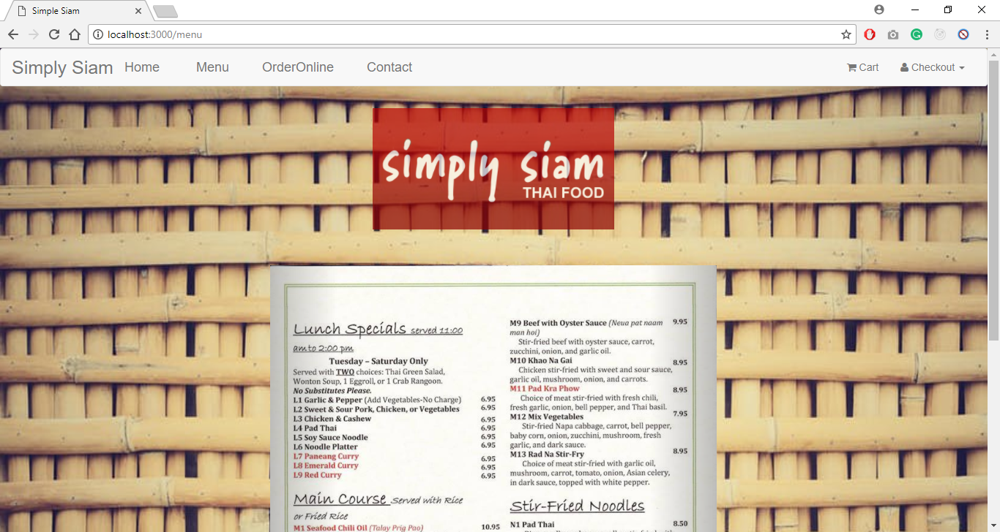 Simple Siam
localhost:3000/menu
Simply Siam Home Menu OrderOnline Contact Cart Checkout
simply siam
THAI FOOD
Lunch Specials served 11:00
am to 2:00 pm
Tuesday – Saturday Only
Served with TWO choices: Thai Green Salad,
Wonton Soup, 1 Eggroll, or 1 Crab Rangoon.
No Substitutes Please.
L1 Garlic & Pepper (Add Vegetables-No Charge) 6.95
L2 Sweet & Sour Pork, Chicken, or Vegetables 6.95
L3 Chicken & Cashew 6.95
L4 Pad Thai 6.95
L5 Soy Sauce Noodle 6.95
L6 Noodle Platter 6.95
L7 Paneang Curry 6.95
L8 Emerald Curry 6.95
L9 Red Curry 6.95
Main Course Served with Rice
or Fried Rice
M1 Seafood Chili Oil (Talay Prig Pao) 10.95
M9 Beef with Oyster Sauce (Neua pat naam 9.95
man hoi)
Stir-fried beef with oyster sauce, carrot,
zucchini, onion, and garlic oil.
M10 Khao Na Gai 8.95
Chicken stir-fried with sweet and sour sauce,
garlic oil, mushroom, onion, and carrots.
M11 Pad Kra Phow 8.95
Choice of meat stir-fried with fresh chili,
fresh garlic, onion, bell pepper, and Thai basil.
M12 Mix Vegetables 7.95
Stir-fried Napa cabbage, carrot, bell pepper,
baby corn, onion, zucchini, mushroom, fresh
garlic, and dark sauce.
M13 Rad Na Stir-Fry 8.95
Choice of meat stir-fried with garlic oil,
mushroom, carrot, tomato, onion, Asian celery,
in dark sauce, topped with white pepper.
Stir-Fried Noodles
N1 Pad Thai 8.50